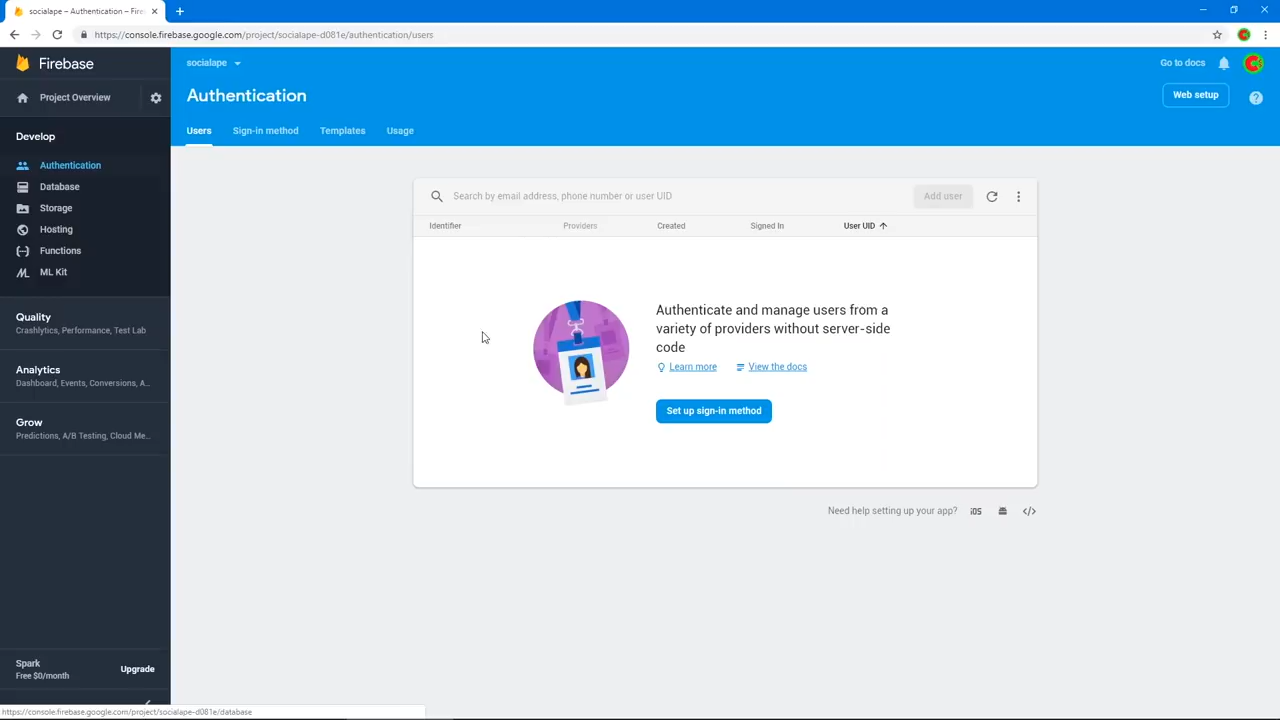 socialape – Authentication – Fire
https://console.firebase.google.com/project/socialape-d081e/authentication/users
Firebase
socialape
Go to docs
Project Overview
Authentication
Web setup
Users
Sign-in method
Templates
Usage
Develop
Authentication
Database
Storage
Hosting
Functions
ML Kit
Quality
Crashlytics, Performance, Test Lab
Analytics
Dashboard, Events, Conversions, A...
Grow
Predictions, A/B Testing, Cloud Me...
Spark
Free $0/month
Upgrade
Search by email address, phone number or user UID
Add user
Identifier
Providers
Created
Signed In
User UID
Authenticate and manage users from a
variety of providers without server-side
code
Learn more
View the docs
Set up sign-in method
Need help setting up your app?
iOS
https://console.firebase.google.com/project/socialape-d081e/database